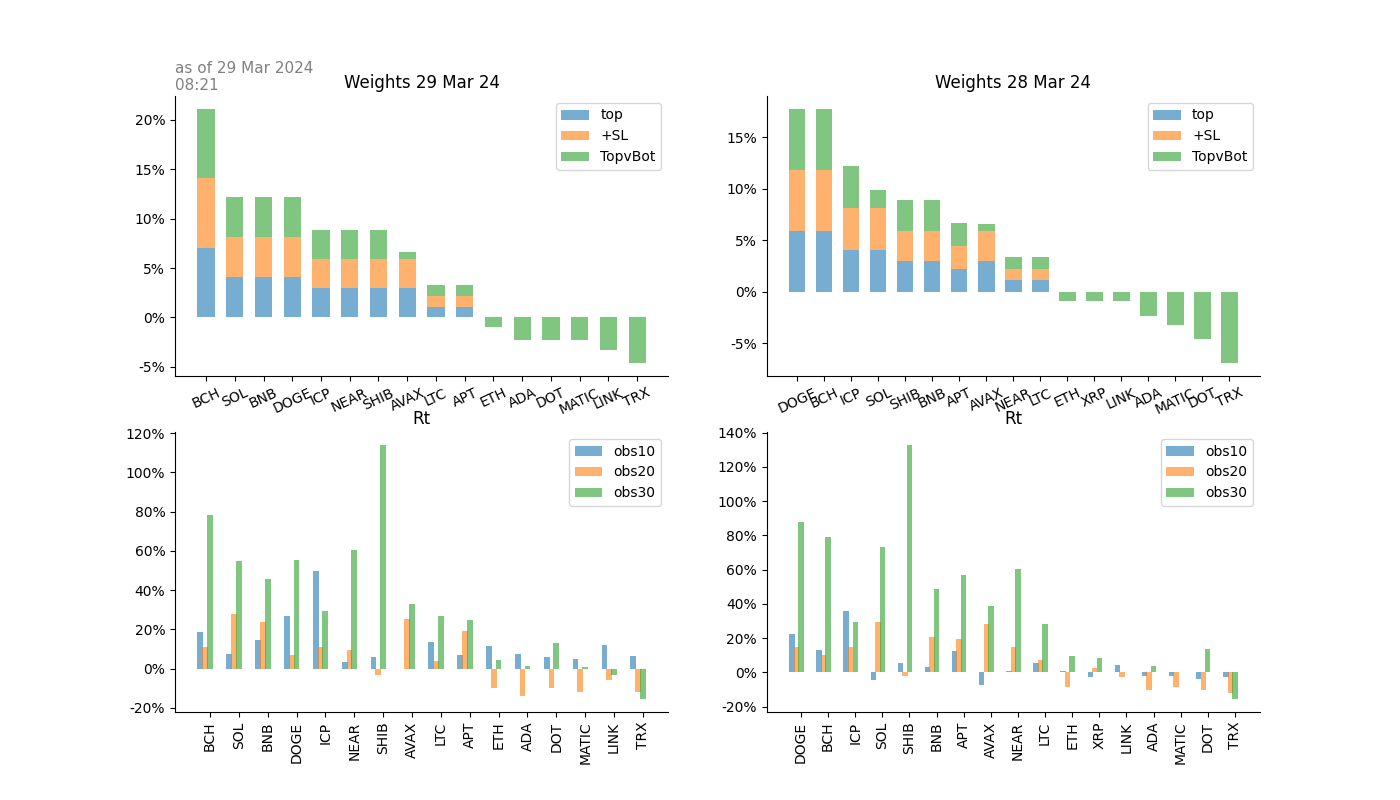 as of 29 Mar 2024
08:21
Weights 29 Mar 24
20%
15%
10%
5%
0%
-5%
top
+SL
TopvBot
BCH SOL BNB DOGE ICP NEAR SHIB AVAX LTC APT ETH ADA DOT MATIC LINK TRX
Weights 28 Mar 24
15%
10%
5%
0%
-5%
top
+SL
TopvBot
DOGE BCH ICP SOL SHIB BNB APT AVAX NEAR LTC ETH XRP LINK ADA MATIC DOT TRX
Rt
120%
100%
80%
60%
40%
20%
0%
-20%
obs10
obs20
obs30
BCH SOL BNB DOGE ICP NEAR SHIB AVAX LTC APT ETH ADA DOT MATIC LINK TRX
Rt
140%
120%
100%
80%
60%
40%
20%
0%
-20%
obs10
obs20
obs30
DOGE BCH ICP SOL SHIB BNB APT AVAX NEAR LTC ETH XRP LINK ADA MATIC DOT TRX